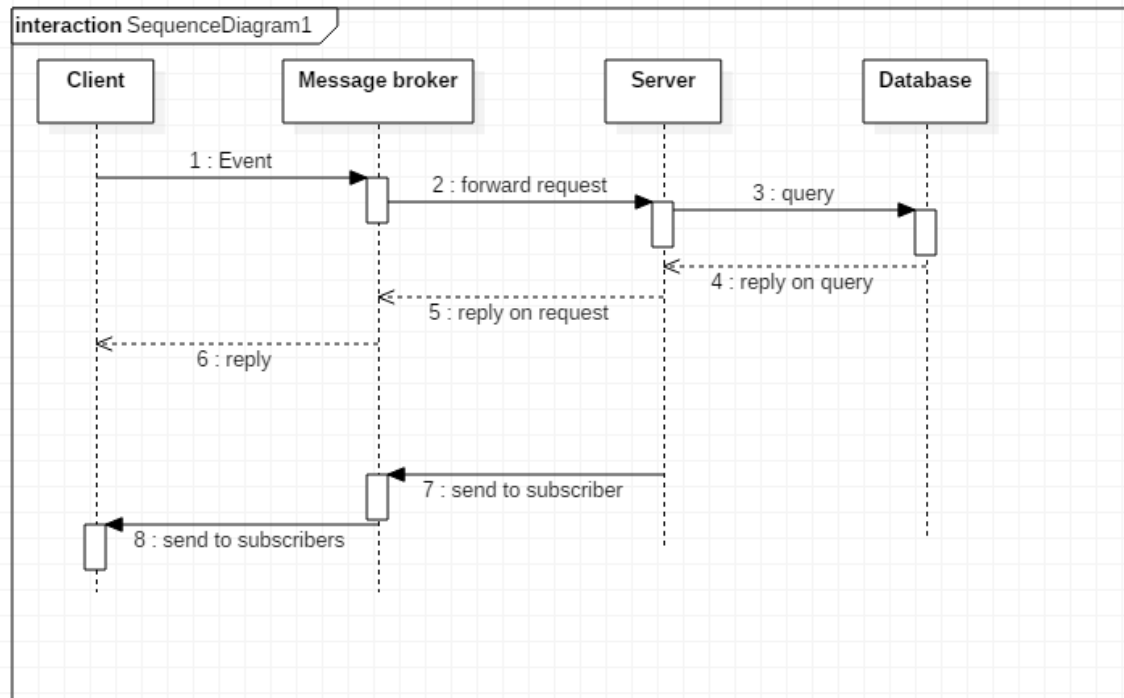 interaction SequenceDiagram1
Client
Message broker
Server
Database
1 : Event
2 : forward request
3 : query
4 : reply on query
5 : reply on request
6 : reply
7 : send to subscriber
8 : send to subscribers